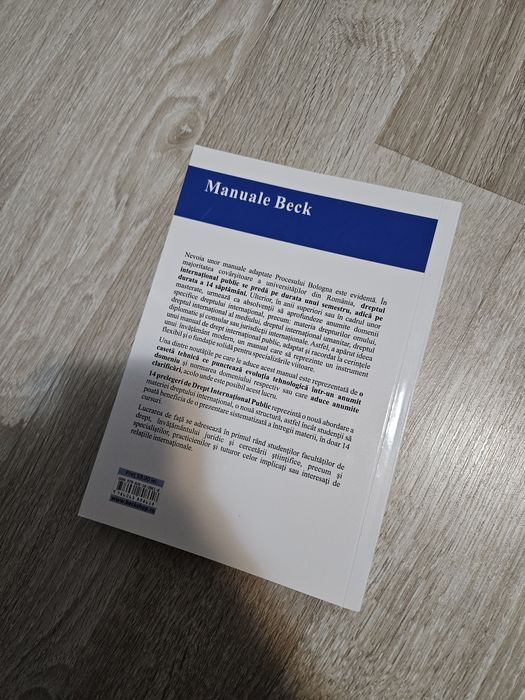 Manuale Beck
Nevoia unor manuale adaptate Procesului Bologna este evidentă. În
majoritatea covârșitoare a universităților din România, dreptul
internațional public se predă pe durata unui semestru, adică pe
durata a 14 săptămâni. Ulterior, în anii superiori sau în cadrul unor
masterate, urmează ca absolvenții să aprofundeze anumite domenii
specifice dreptului internațional, precum: materia drepturilor omului,
dreptul internațional al mediului, dreptul internațional umanitar, dreptul
diplomatic și consular sau jurisdicții internaționale. Astfel, a apărut ideea
unui manual de drept internațional public, adaptat și racordat la cerințele
unui învățământ modern, un manual care să reprezinte un instrument
flexibil și o fundație solidă pentru specializările viitoare.
Una dintre noutățile pe care le aduce acest manual este reprezentată de o
casetă tehnică ce punctează evoluția tehnologică într-un anumit
domeniu și normarea domeniului respectiv sau care aduce anumite
clarificări, acolo unde este posibil acest lucru.
14 prelegeri de Drept Internațional Public reprezintă o nouă abordare a
materiei dreptului internațional, o nouă structură, astfel încât studenții să
poată beneficia de o prezentare sistematizată a întregii materii, în doar 14
cursuri.
Lucrarea de față se adresează în primul rând studenților facultăților de
drept, învățământului juridic și cercetării științifice, precum și
specialiștilor, practicienilor și tuturor celor implicați sau interesați de
relațiile internaționale.
www.beckshop.ro